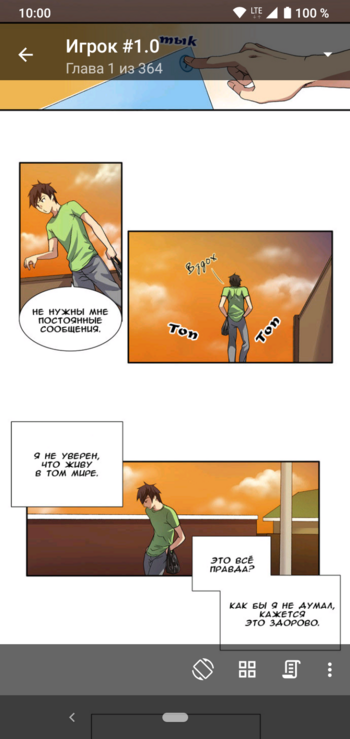 10:00
LTE
100 %
Игрок #1.0
тык
Глава 1 из 364
НЕ НУЖНЫ МНЕ
ПОСТОЯННЫЕ
СООБЩЕНИЯ.
Вздох
Топ
Топ
Я НЕ УВЕРЕН,
ЧТО ЖИВУ
В ТОМ МИРЕ.
ЭТО ВСЁ
ПРАВДА?
КАК БЫ Я НЕ ДУМАЛ,
КАЖЕТСЯ
ЭТО ЗДОРОВО.